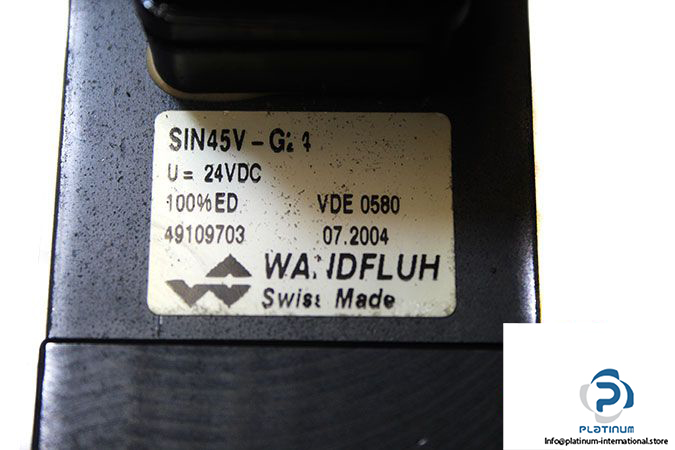 SIN45V-G24
U= 24VDC
100%ED VDE 0580
49109703 07.2004
WANDFLUH
Swiss Made
PLATINUM
Info@platinum-international.store